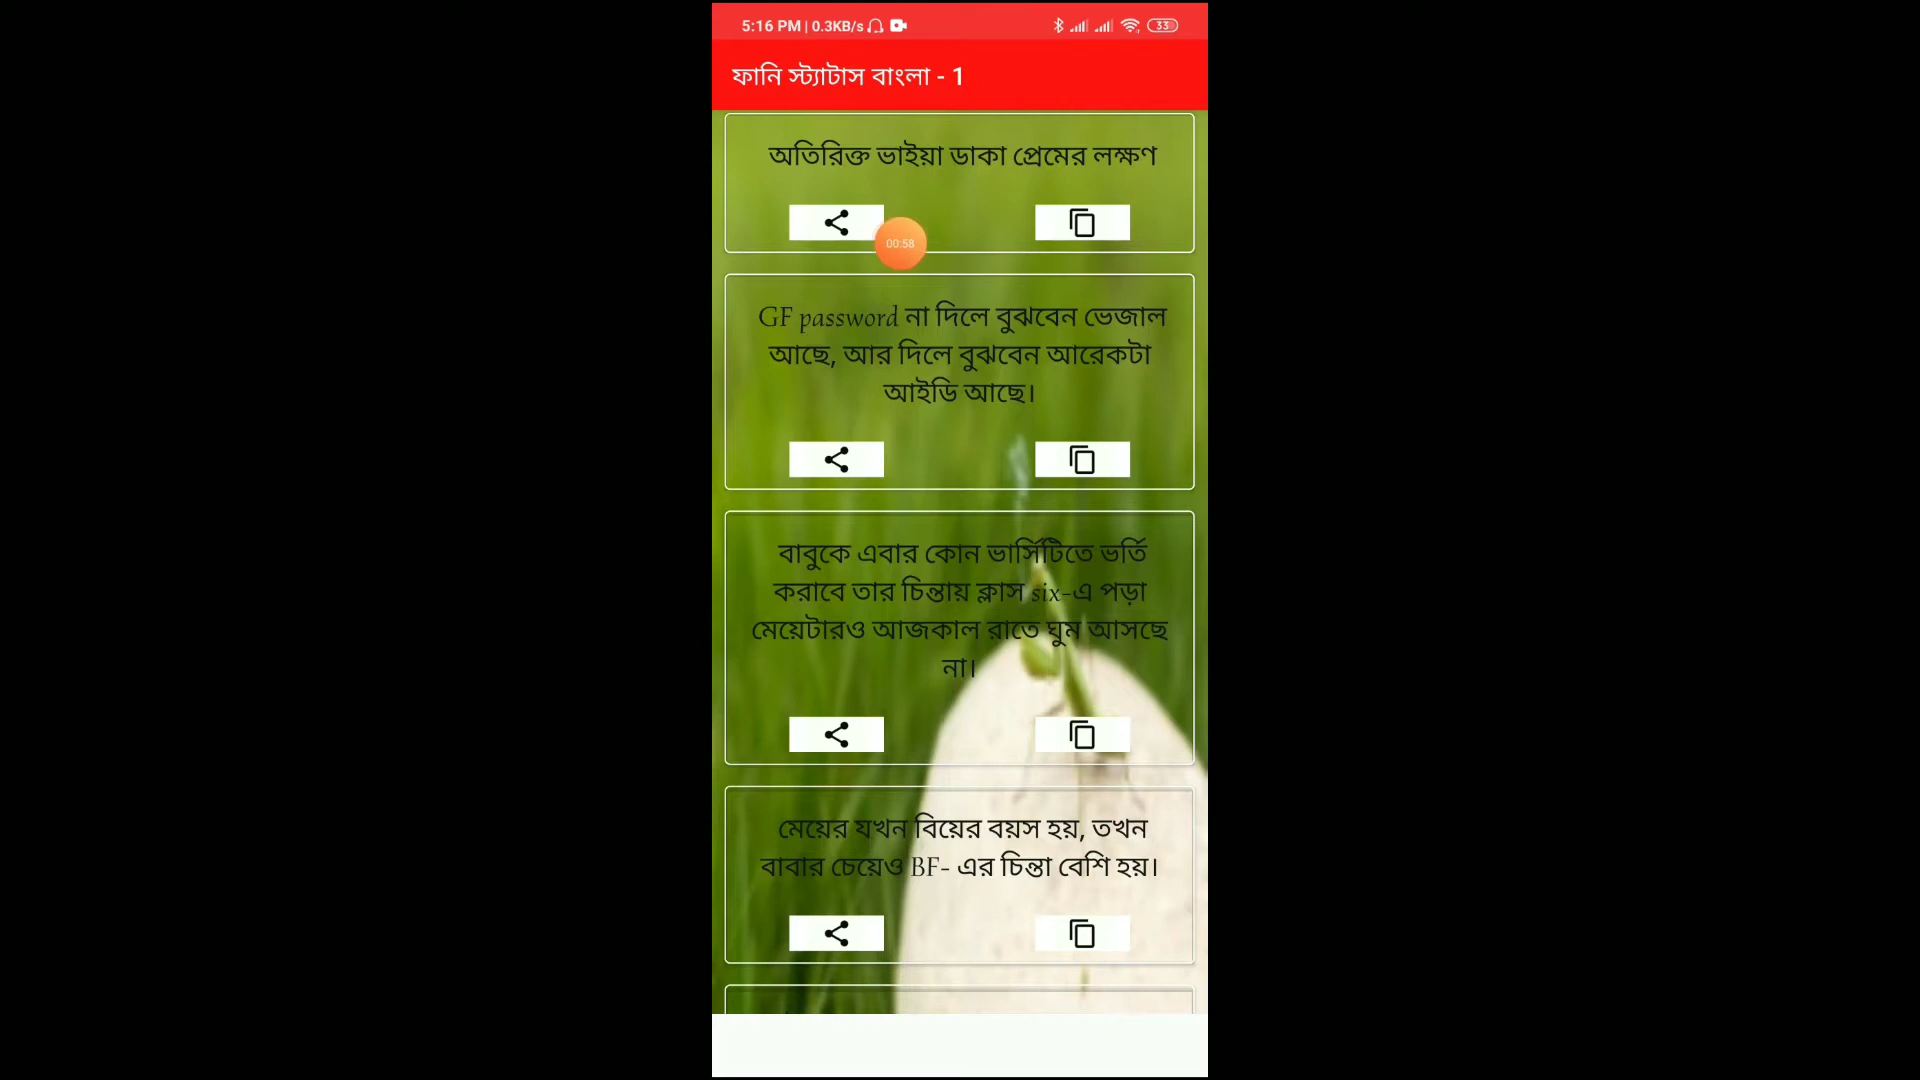 5:16 PM | 0.3KB/s 33
ফানি স্ট্যাটাস বাংলা - 1
অতিরিক্ত ভাইয়া ডাকা প্রেমের লক্ষণ
00:58
GF password না দিলে বুঝবেন ভেজাল
আছে, আর দিলে বুঝবেন আরেকটা
আইডি আছে।
বাবুকে এবার কোন ভার্সিটিতে ভর্তি
করাবে তার চিন্তায় ক্লাস six-এ পড়া
মেয়েটারও আজকাল রাতে ঘুম আসছে
না।
মেয়ের যখন বিয়ের বয়স হয়, তখন
বাবার চেয়েও BF- এর চিন্তা বেশি হয়।